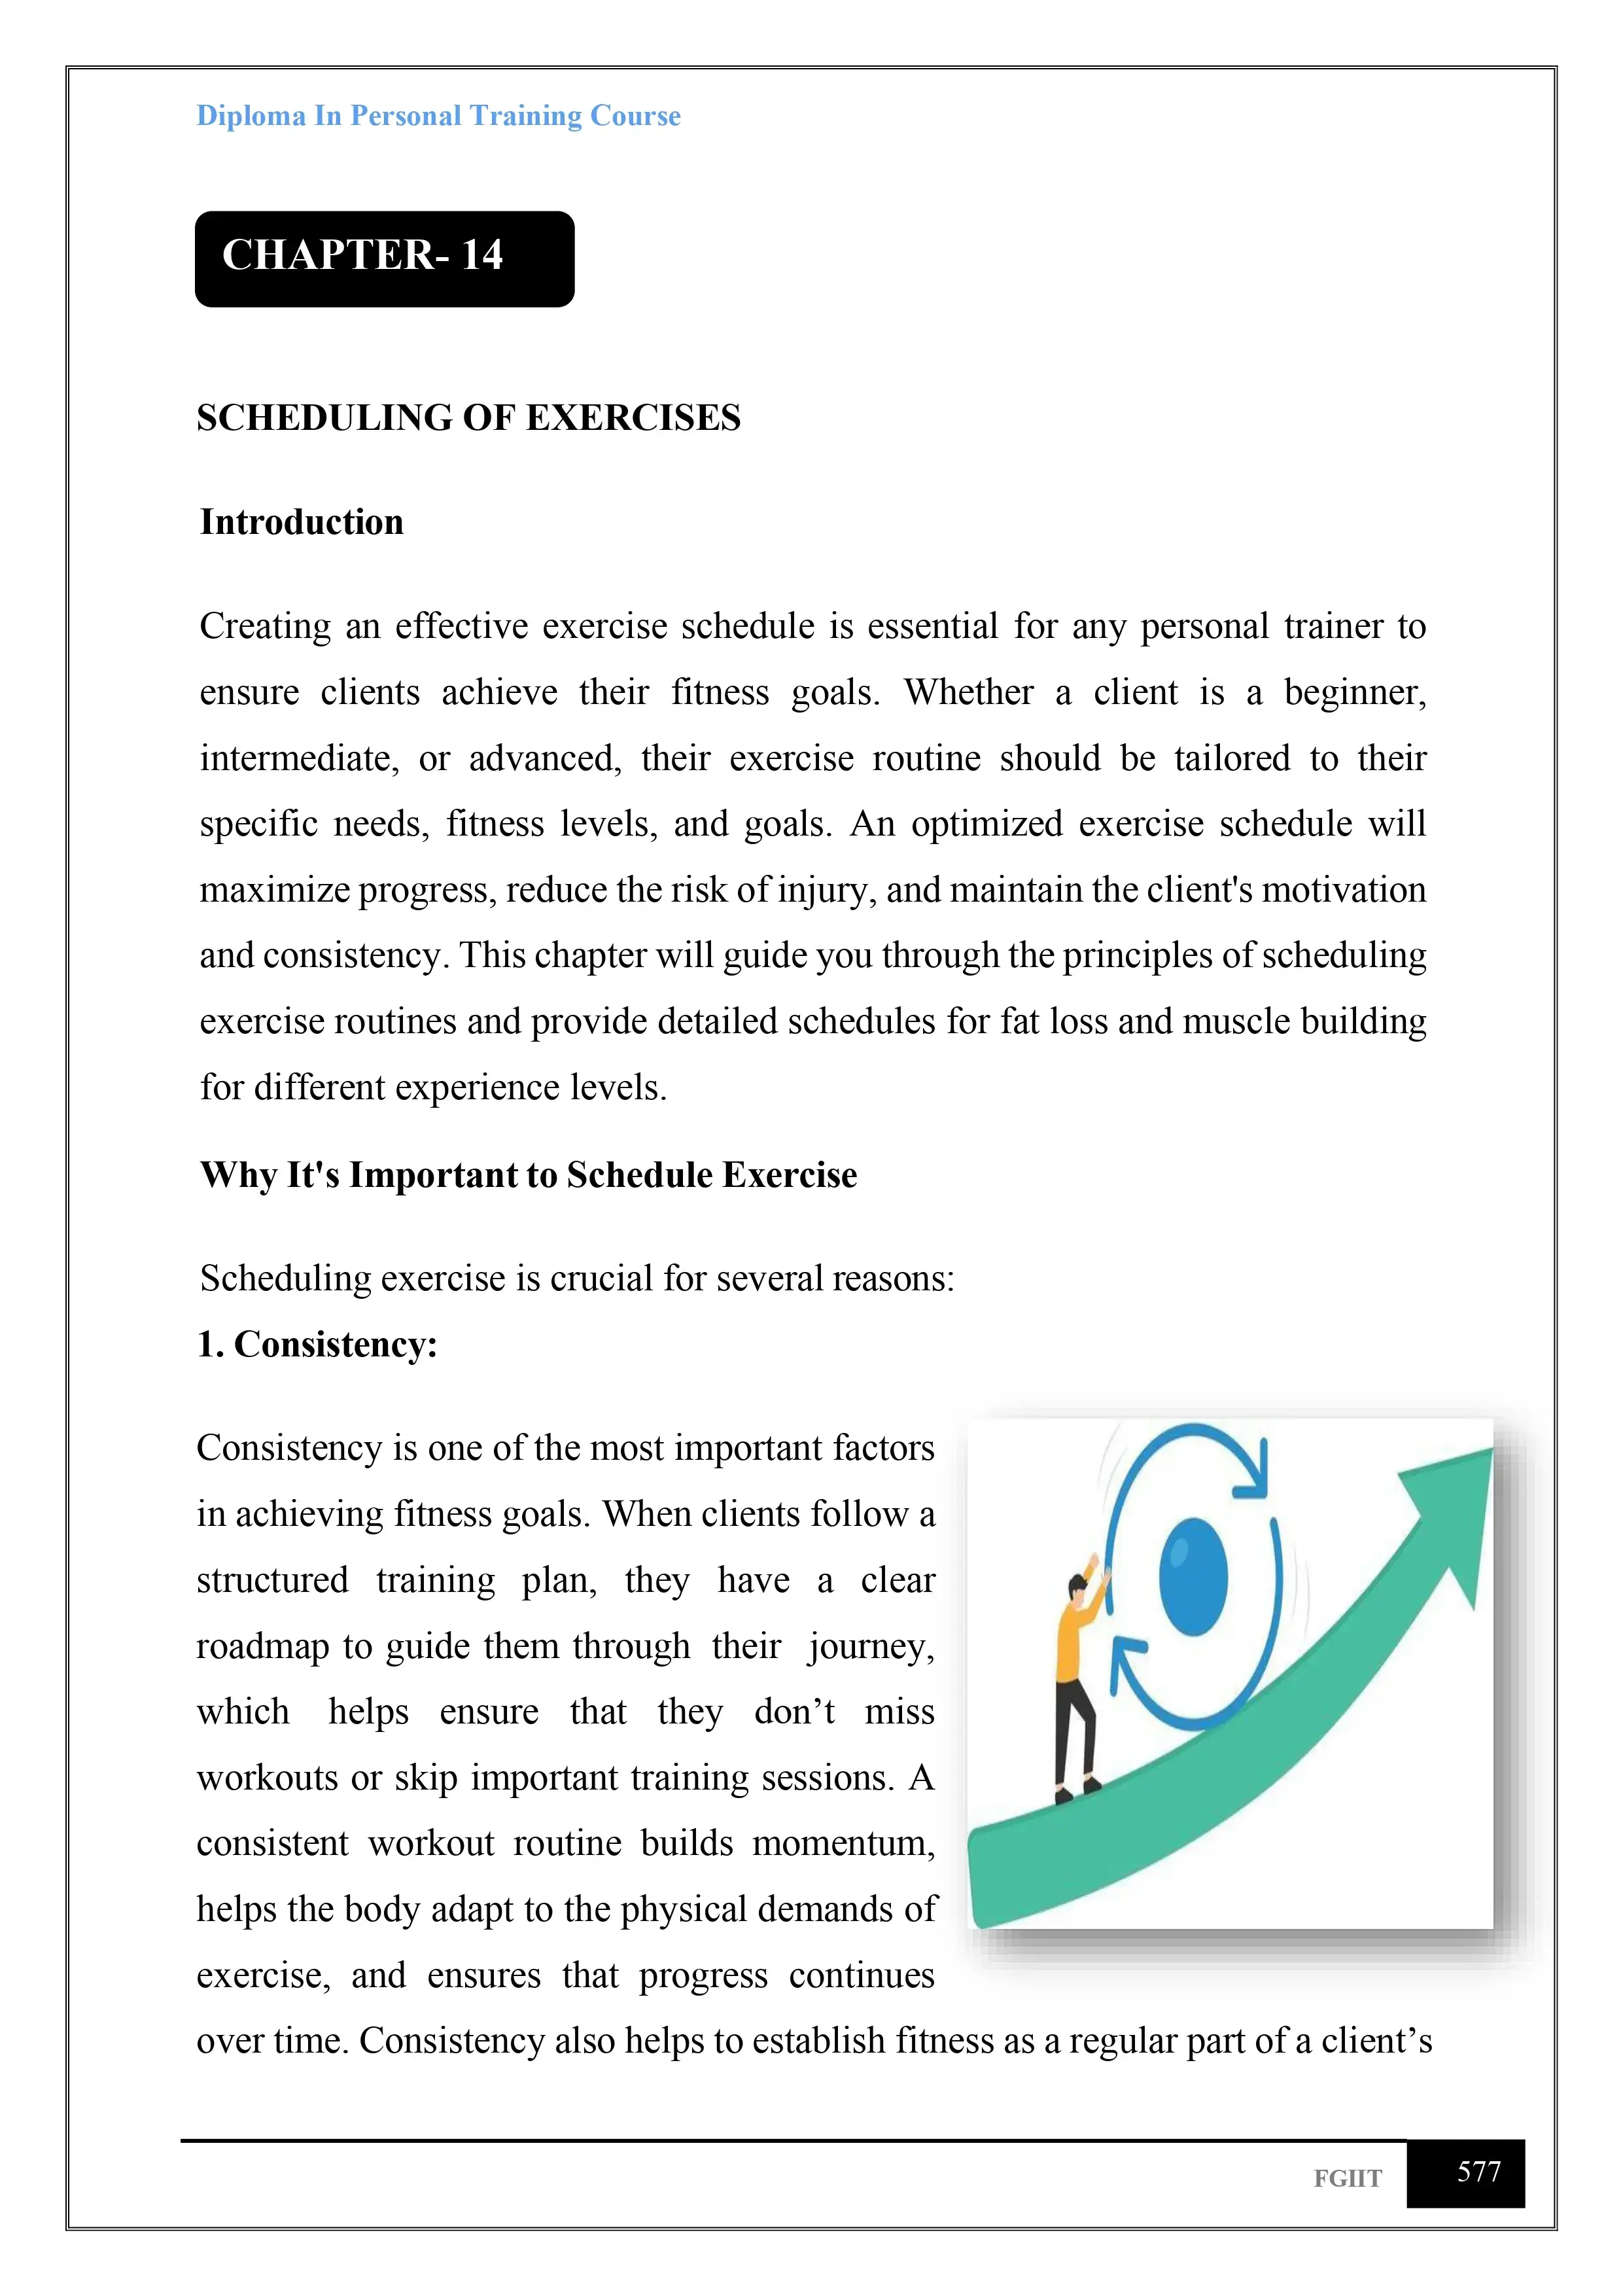 Diploma In Personal Training Course
CHAPTER- 14
SCHEDULING OF EXERCISES
Introduction
Creating an effective exercise schedule is essential for any personal trainer to
ensure clients achieve their fitness goals. Whether a client is a beginner,
intermediate, or advanced, their exercise routine should be tailored to their
specific needs, fitness levels, and goals. An optimized exercise schedule will
maximize progress, reduce the risk of injury, and maintain the client's motivation
and consistency. This chapter will guide you through the principles of scheduling
exercise routines and provide detailed schedules for fat loss and muscle building
for different experience levels.
Why It's Important to Schedule Exercise
Scheduling exercise is crucial for several reasons:
1. Consistency:
Consistency is one of the most important factors
in achieving fitness goals. When clients follow a
structured training plan, they have a clear
roadmap to guide them through their journey,
which helps ensure that they don’t miss
workouts or skip important training sessions. A
consistent workout routine builds momentum,
helps the body adapt to the physical demands of
exercise, and ensures that progress continues
over time. Consistency also helps to establish fitness as a regular part of a client’s
FGIIT
577